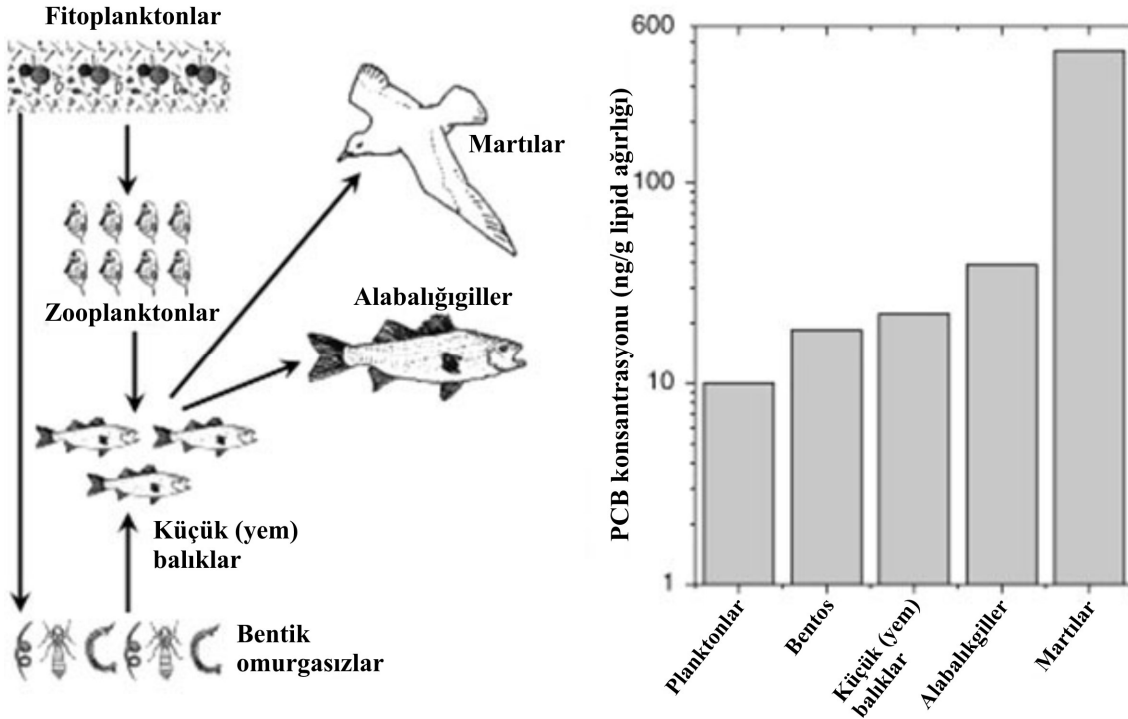 Fitoplanktonlar
Martılar
Zooplanktonlar
Alabalığıgiller
Küçük (yem)
balıklar
Bentik
omurgasızlar
PCB konsantrasyonu (ng/g lipid ağırlığı)
600
100
10
1
Planktonlar
Bentos
Küçük (yem)
balıklar
Alabalıkgiller
Martılar